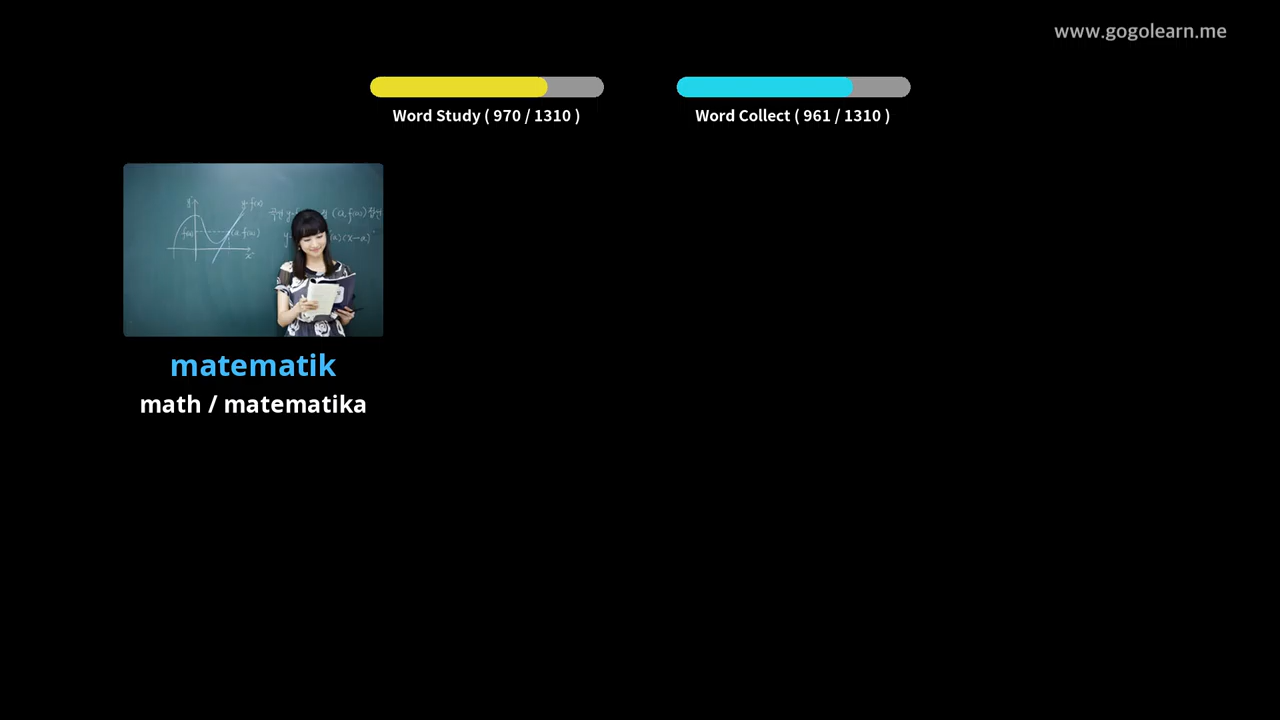 www.gogolearn.me
Word Study ( 970 / 1310 )
Word Collect ( 961 / 1310 )
y=f(x)
(a, f(a))
f(a)
(x-a)
matematik
math / matematika